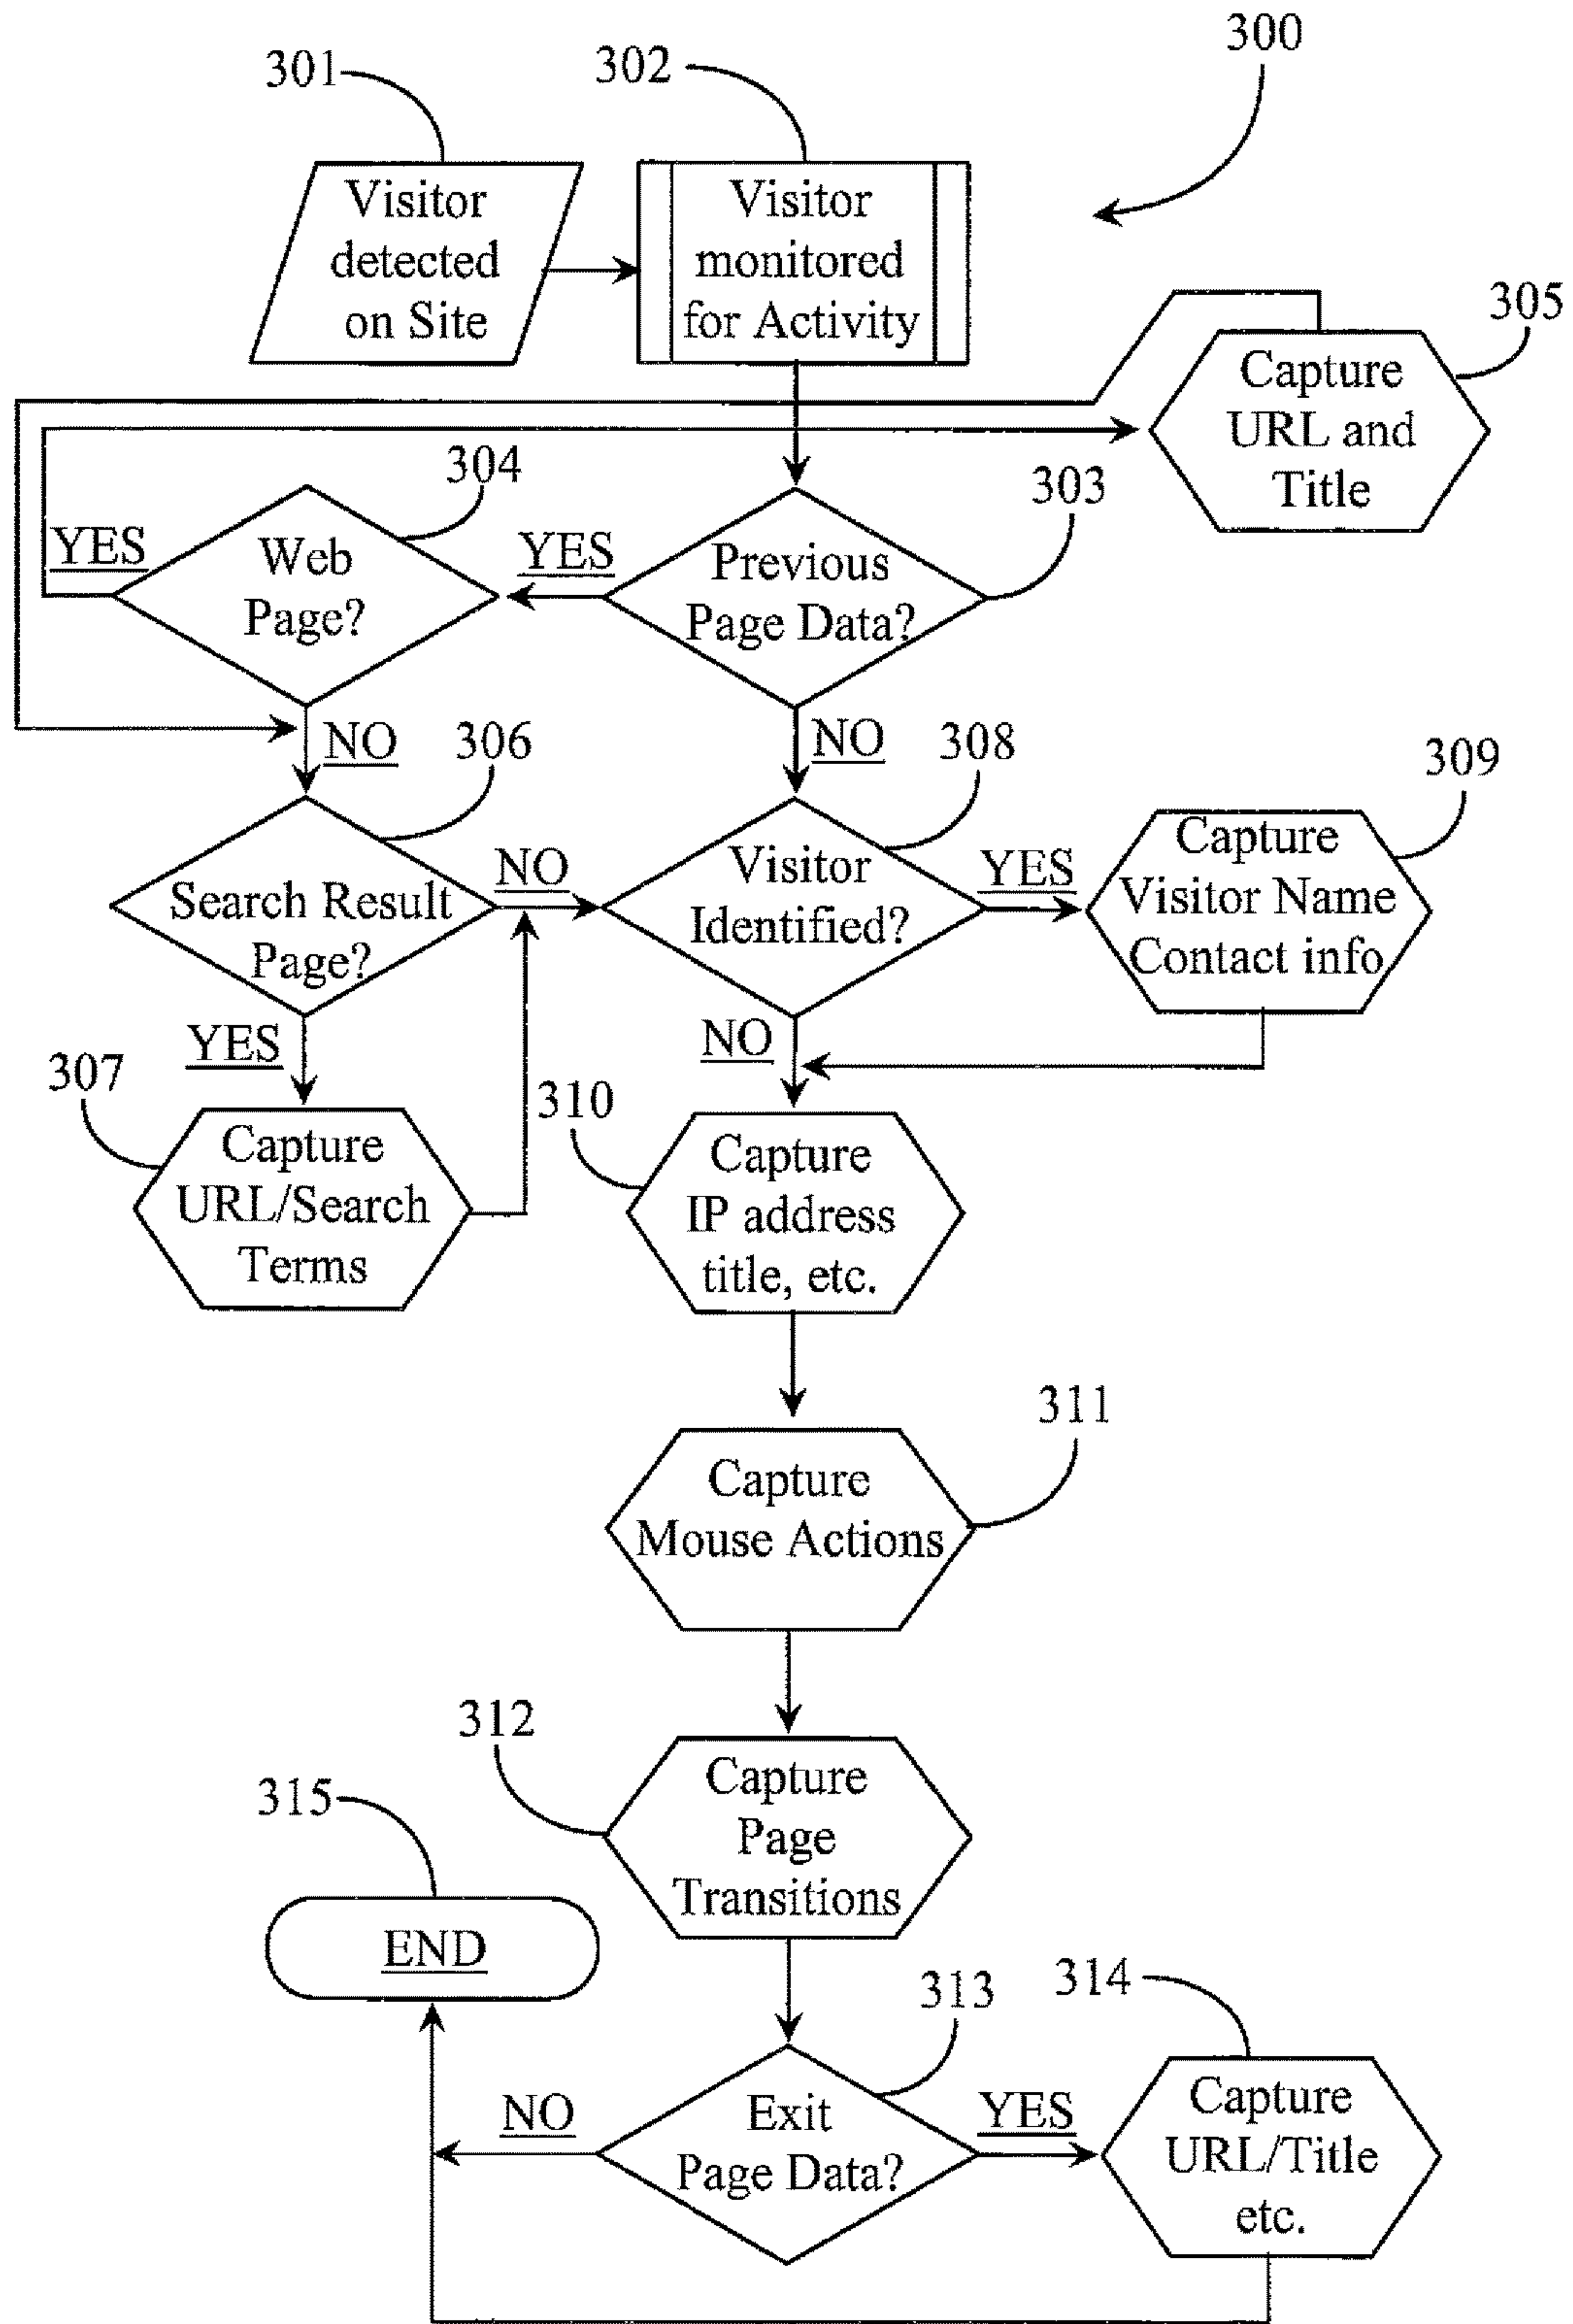 300
301
302
Visitor
detected
on Site
Visitor
monitored
for Activity
305
Capture
URL and
Title
304
303
YES
Web
Page?
YES
Previous
Page Data?
NO
306
NO
308
309
Search Result
Page?
NO
Visitor
Identified?
YES
Capture
Visitor Name
Contact info
YES
NO
307
310
Capture
URL/Search
Terms
Capture
IP address
title, etc.
311
Capture
Mouse Actions
312
Capture
Page
Transitions
315
END
313
314
NO
Exit
Page Data?
YES
Capture
URL/Title
etc.